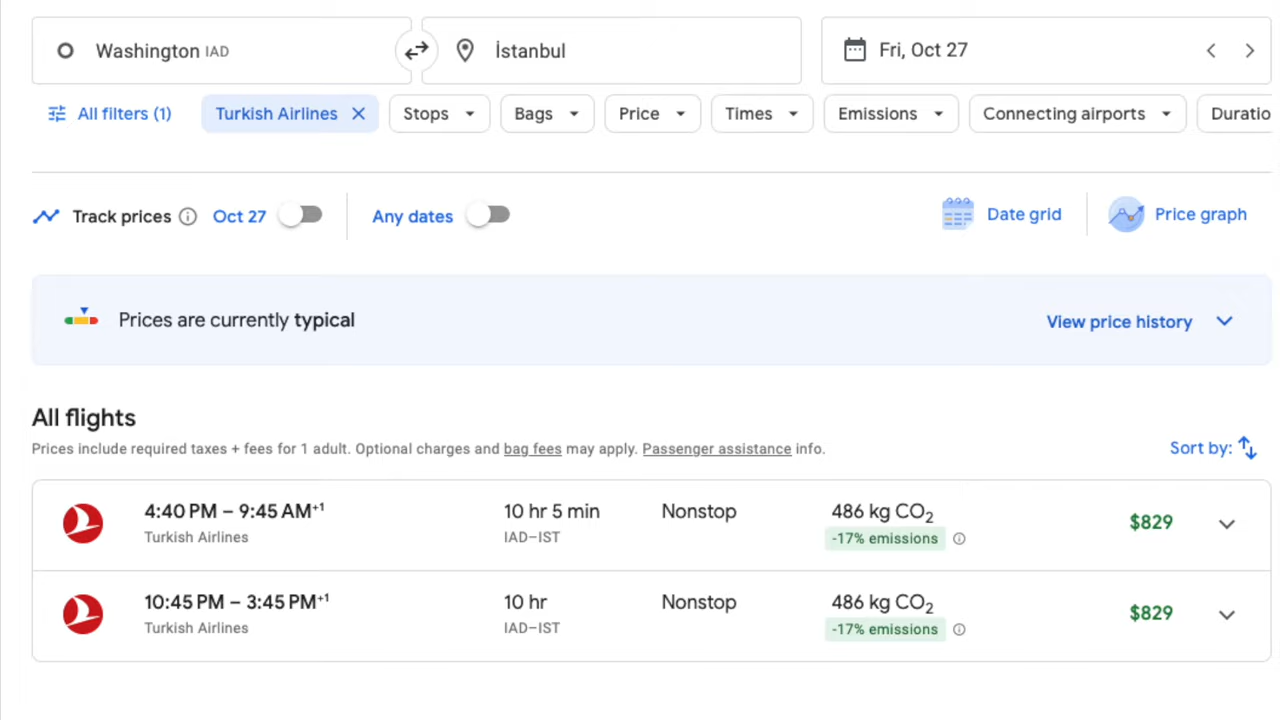 Washington IAD İstanbul Fri, Oct 27
All filters (1) Turkish Airlines Stops Bags Price Times Emissions Connecting airports Duratio
Track prices Oct 27 Any dates Date grid Price graph
Prices are currently typical View price history
All flights
Prices include required taxes + fees for 1 adult. Optional charges and bag fees may apply. Passenger assistance info. Sort by:
4:40 PM – 9:45 AM+1 10 hr 5 min Nonstop 486 kg CO2 $829
Turkish Airlines IAD–IST -17% emissions
10:45 PM – 3:45 PM+1 10 hr Nonstop 486 kg CO2 $829
Turkish Airlines IAD–IST -17% emissions